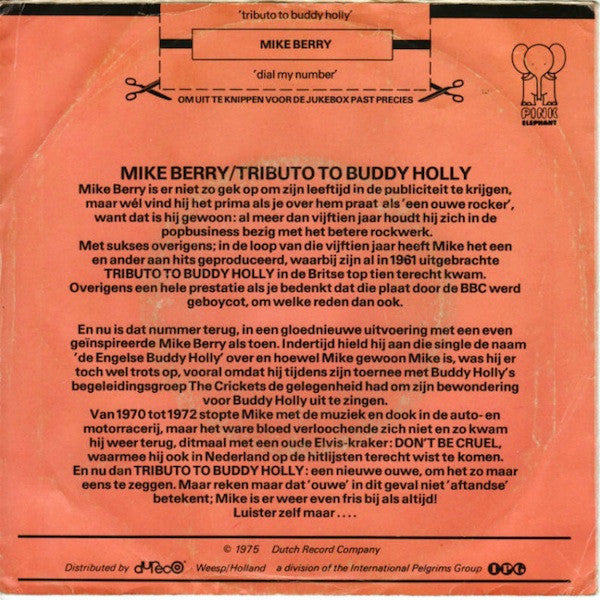 'tributo to buddy holly'
MIKE BERRY
'dial my number'
OM UIT TE KNIPPEN VOOR DE JUKEBOX PAST PRECIES
PINK
ELEPHANT
MIKE BERRY/TRIBUTO TO BUDDY HOLLY
Mike Berry is er niet zo gek op om zijn leeftijd in de publiciteit te krijgen,
maar wél vind hij het prima als je over hem praat als 'een ouwe rocker',
want dat is hij gewoon: al meer dan vijftien jaar houdt hij zich in de
popbusiness bezig met het betere rockwerk.
Met sukses overigens; in de loop van die vijftien jaar heeft Mike het een
en ander aan hits geproduceerd, waarbij zijn al in 1961 uitgebrachte
TRIBUTO TO BUDDY HOLLY in de Britse top tien terecht kwam.
Overigens een hele prestatie als je bedenkt dat die plaat door de BBC werd
geboycot, om welke reden dan ook.
En nu is dat nummer terug, in een gloednieuwe uitvoering met een even
geïnspireerde Mike Berry als toen. Indertijd hield hij aan die single de naam
'de Engelse Buddy Holly' over en hoewel Mike gewoon Mike is, was hij er
toch wel trots op, vooral omdat hij tijdens zijn toernee met Buddy Holly's
begeleidingsgroep The Crickets de gelegenheid had om zijn bewondering
voor Buddy Holly uit te zingen.
Van 1970 tot 1972 stopte Mike met de muziek en dook in de auto- en
motorracerij, maar het ware bloed verloochende zich niet en zo kwam
hij weer terug, ditmaal met een oude Elvis-kraker: DON'T BE CRUEL,
waarmee hij ook in Nederland op de hitlijsten terecht wist te komen.
En nu dan TRIBUTO TO BUDDY HOLLY: een nieuwe ouwe, om het zo maar
eens te zeggen. Maar reken maar dat 'ouwe' in dit geval niet 'aftandse'
betekent; Mike is er weer even fris bij als altijd!
Luister zelf maar....
© 1975 Dutch Record Company
Distributed by dureco Weesp/Holland a division of the International Pelgrims Group IPG